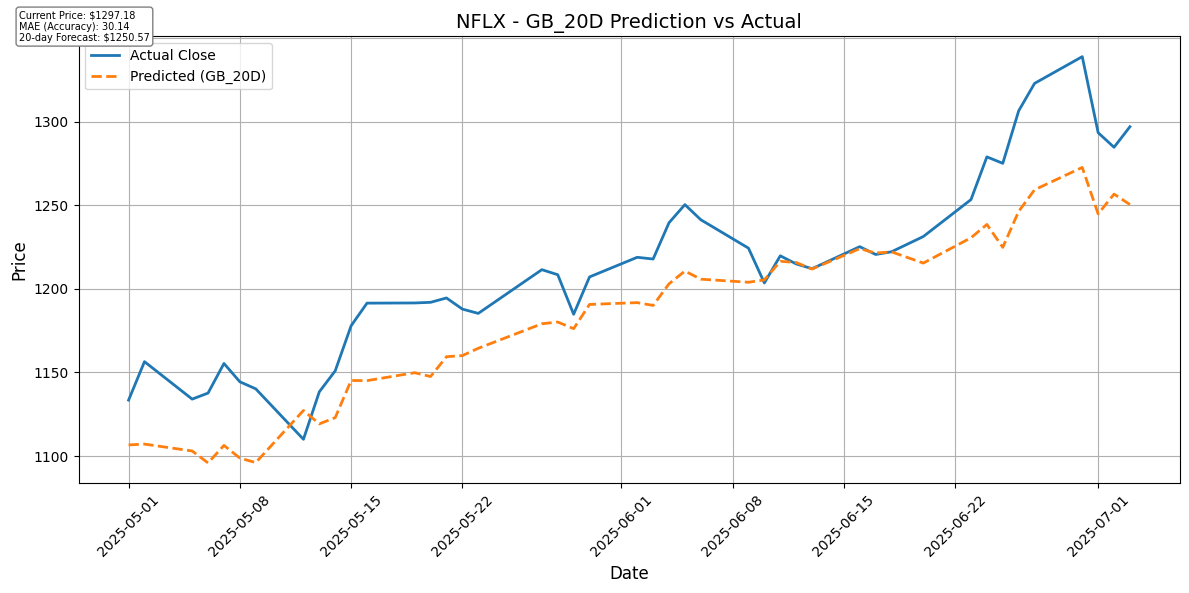 NFLX - GB_20D Prediction vs Actual
Current Price: $1297.18
MAE (Accuracy): 30.14
20-day Forecast: $1250.57
Actual Close
Predicted (GB_20D)
Price
1300
1250
1200
1150
1100
2025-05-01
2025-05-08
2025-05-15
2025-05-22
2025-06-01
2025-06-08
2025-06-15
2025-06-22
2025-07-01
Date